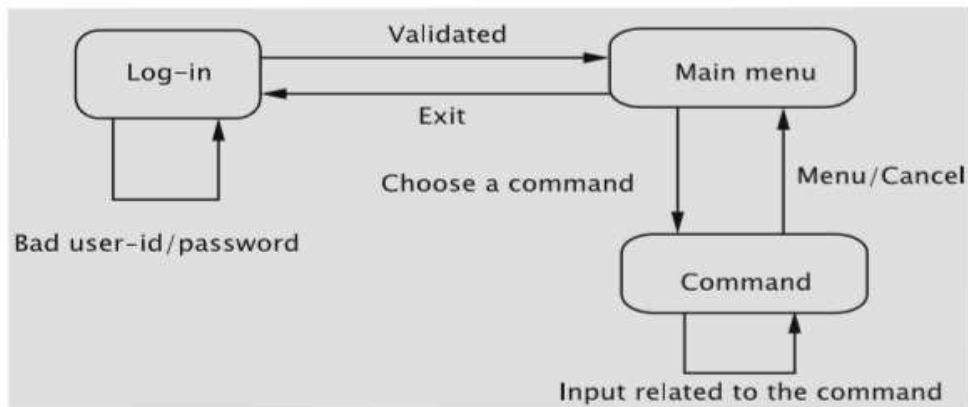 Validated
Log-in
Main menu
Exit
Choose a command
Menu/Cancel
Bad user-id/password
Command
Input related to the command